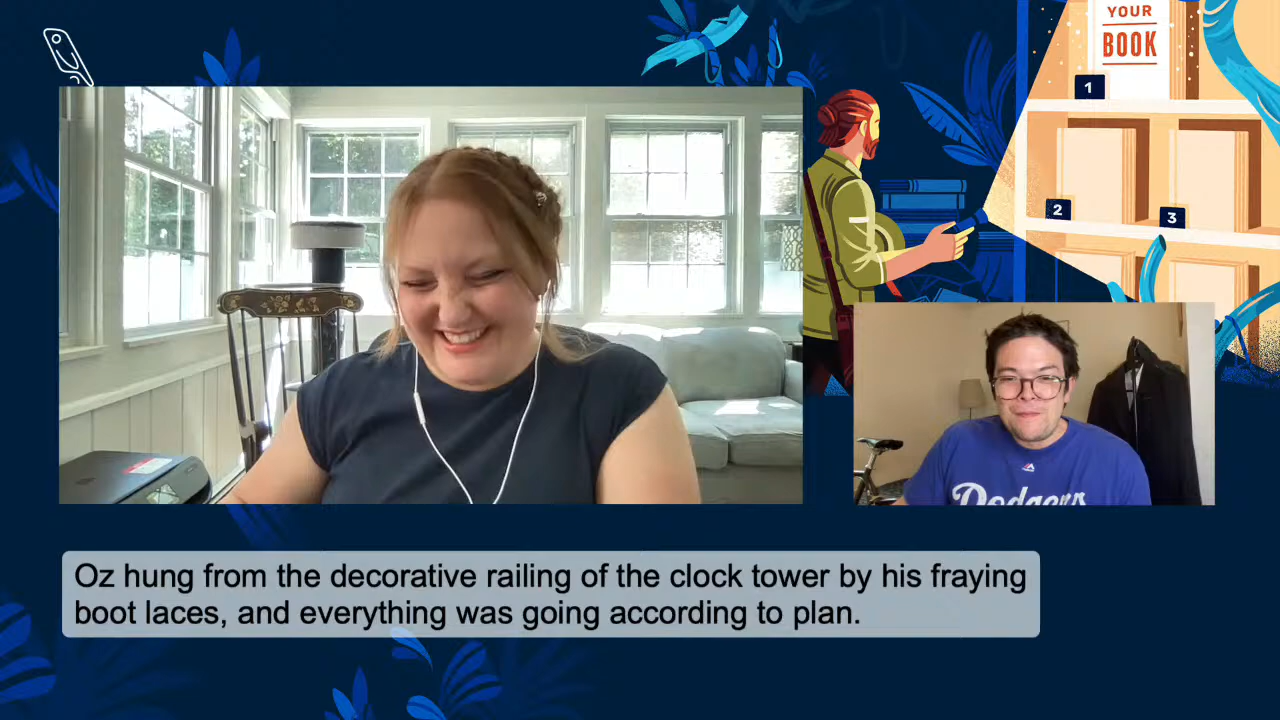 YOUR
BOOK
1
2
3
Dodgers
Oz hung from the decorative railing of the clock tower by his fraying
boot laces, and everything was going according to plan.